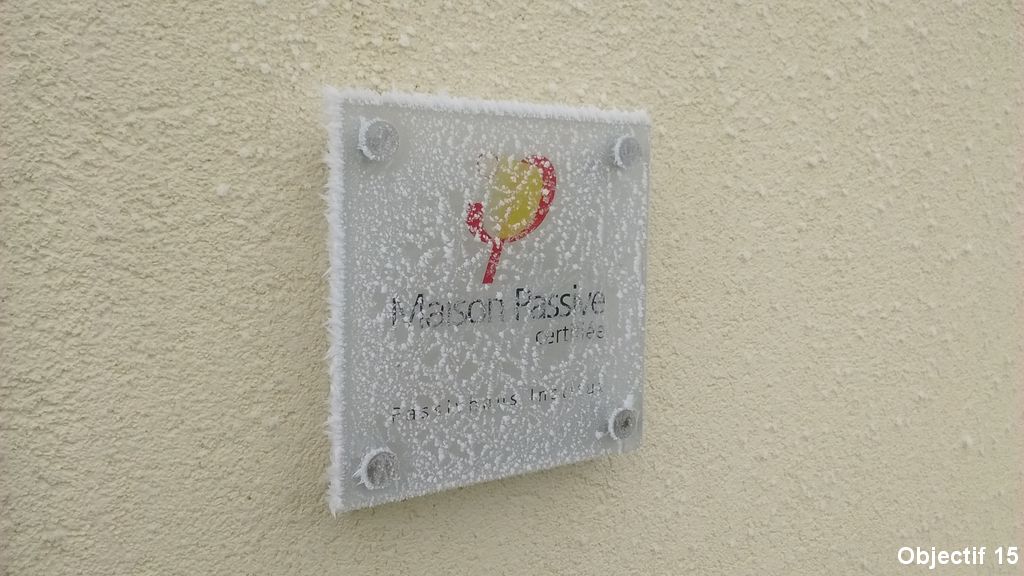 Maison Passive
certifiée
Passivhaus Institut
Objectif 15